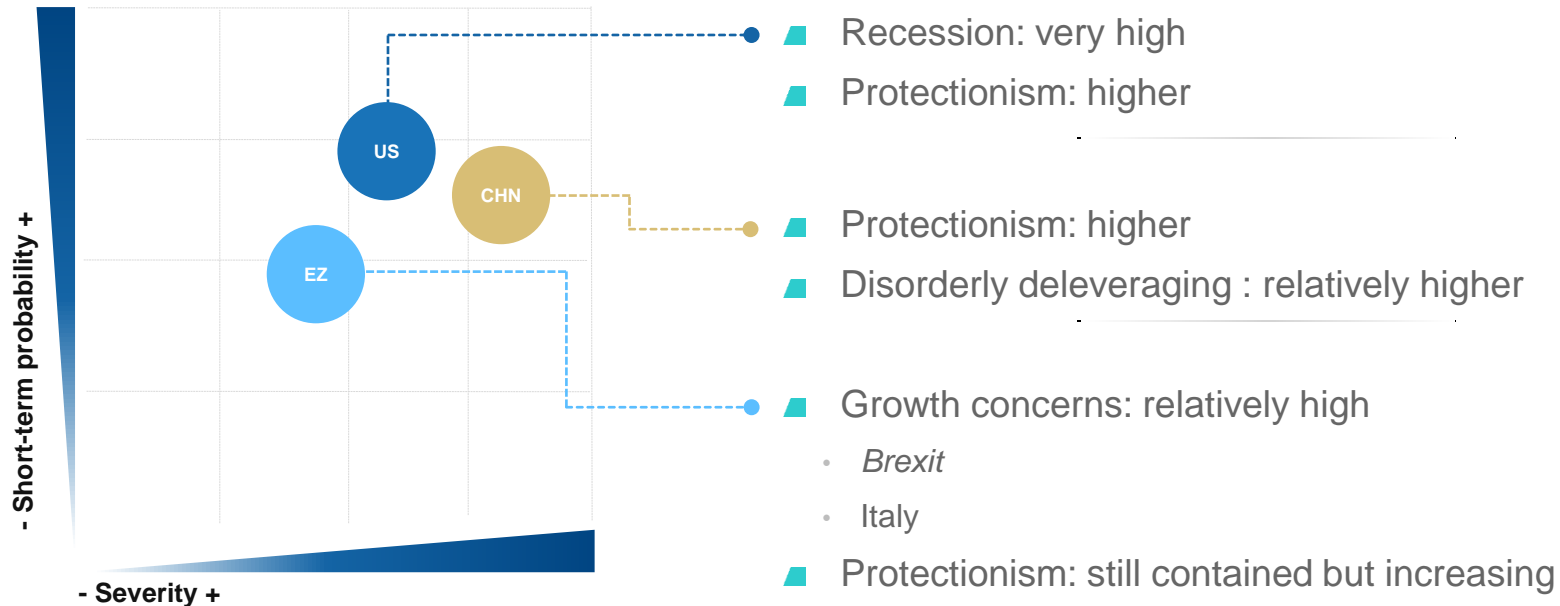 Recession: very high
Protectionism: higher
US
CHN
Protectionism: higher
EZ
Disorderly deleveraging : relatively higher
Growth concerns: relatively high
Brexit
Italy
Protectionism: still contained but increasing
- Short-term probability +
- Severity +